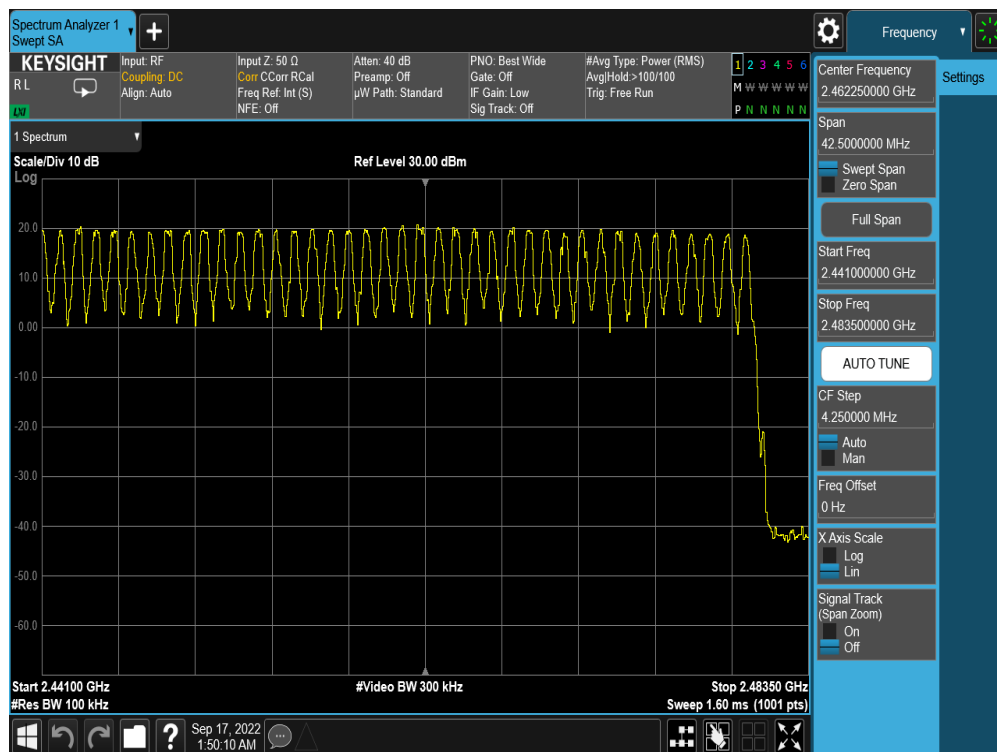 Spectrum Analyzer 1
Swept SA
Frequency
KEYSIGHT
R L
LXI
Input: RF
Coupling: DC
Align: Auto
Input Z: 50 Ω
Corr CCorr RCal
Freq Ref: Int (S)
NFE: Off
Atten: 40 dB
Preamp: Off
µW Path: Standard
PNO: Best Wide
Gate: Off
IF Gain: Low
Sig Track: Off
#Avg Type: Power (RMS)
Avg|Hold:>100/100
Trig: Free Run
1 2 3 4 5 6
M W W W W W
P N N N N N
1 Spectrum
Scale/Div 10 dB
Ref Level 30.00 dBm
Log
20.0
10.0
0.00
-10.0
-20.0
-30.0
-40.0
-50.0
-60.0
Start 2.44100 GHz
#Video BW 300 kHz
Stop 2.48350 GHz
#Res BW 100 kHz
Sweep 1.60 ms (1001 pts)
Center Frequency
2.462250000 GHz
Settings
Span
42.5000000 MHz
Swept Span
Zero Span
Full Span
Start Freq
2.441000000 GHz
Stop Freq
2.483500000 GHz
AUTO TUNE
CF Step
4.250000 MHz
Auto
Man
Freq Offset
0 Hz
X Axis Scale
Log
Lin
Signal Track
(Span Zoom)
On
Off
Sep 17, 2022
1:50:10 AM